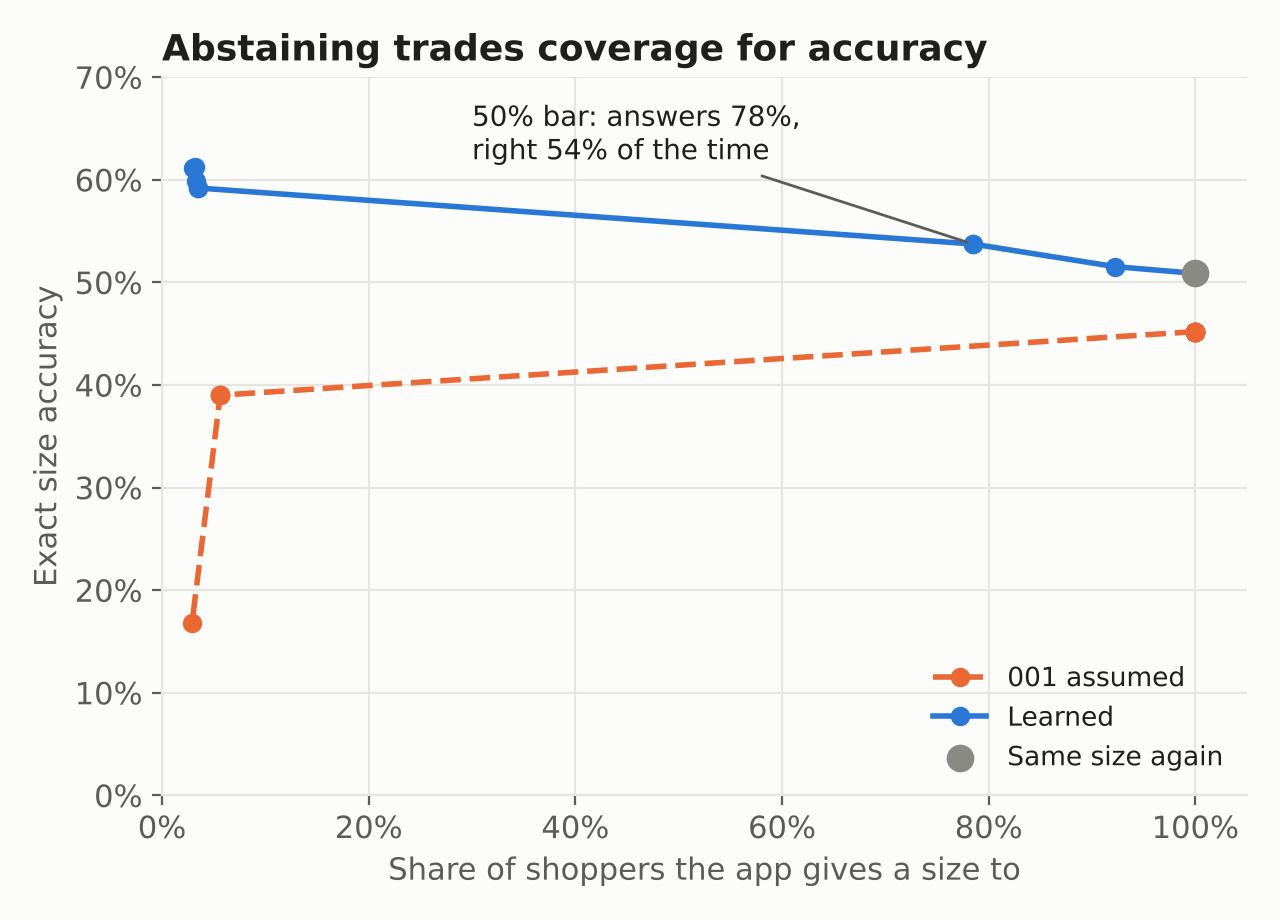 Abstaining trades coverage for accuracy
70%
60%
50%
40%
30%
20%
10%
0%
Exact size accuracy
50% bar: answers 78%,
right 54% of the time
001 assumed
Learned
Same size again
0%
20%
40%
60%
80%
100%
Share of shoppers the app gives a size to